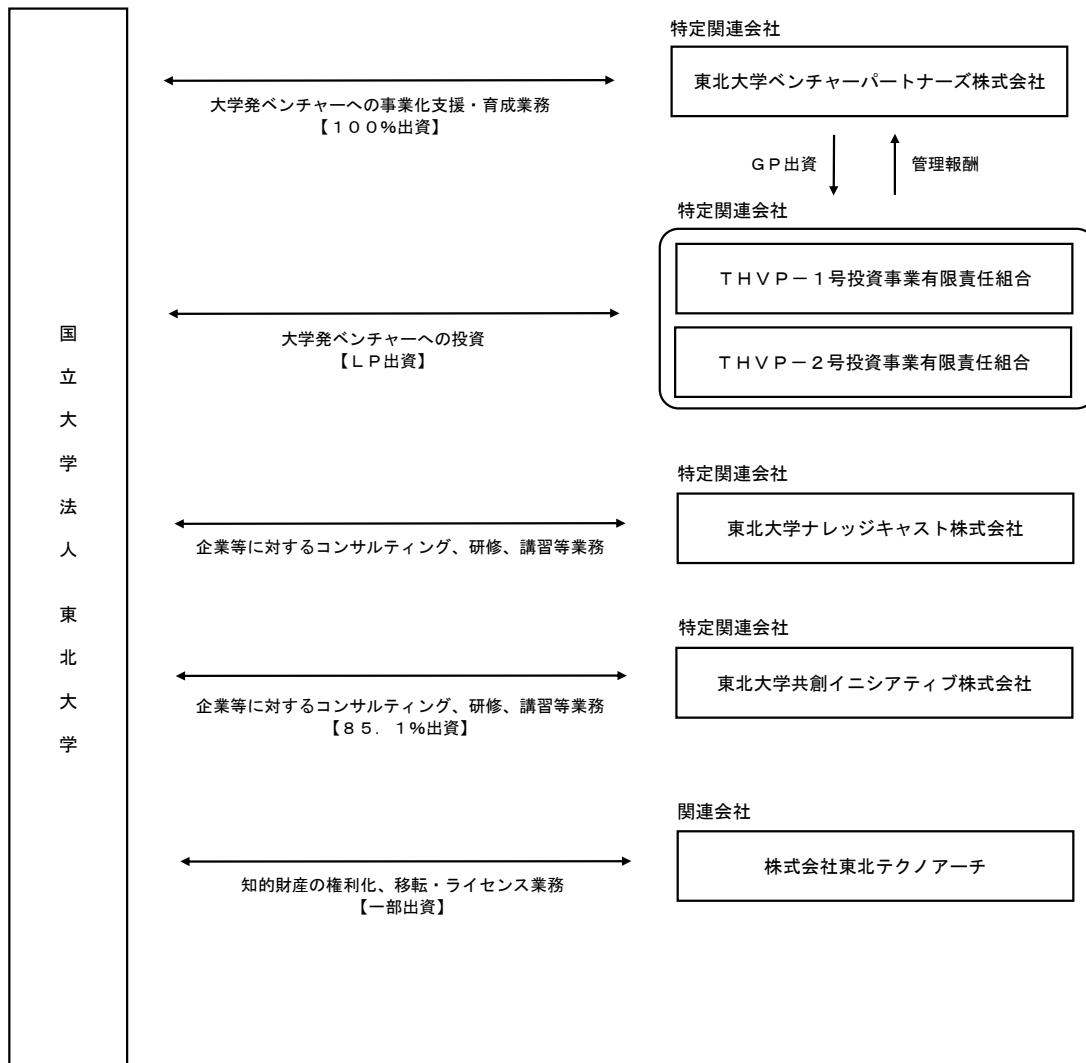 国立大学法人 東北大学
特定関連会社
東北大学ベンチャーパートナーズ株式会社
大学発ベンチャーへの事業化支援・育成業務
【１００％出資】
ＧＰ出資
管理報酬
特定関連会社
ＴＨＶＰ－１号投資事業有限責任組合
ＴＨＶＰ－２号投資事業有限責任組合
大学発ベンチャーへの投資
【ＬＰ出資】
特定関連会社
東北大学ナレッジキャスト株式会社
企業等に対するコンサルティング、研修、講習等業務
特定関連会社
東北大学共創イニシアティブ株式会社
企業等に対するコンサルティング、研修、講習等業務
【８５．１％出資】
関連会社
株式会社東北テクノアーチ
知的財産の権利化、移転・ライセンス業務
【一部出資】